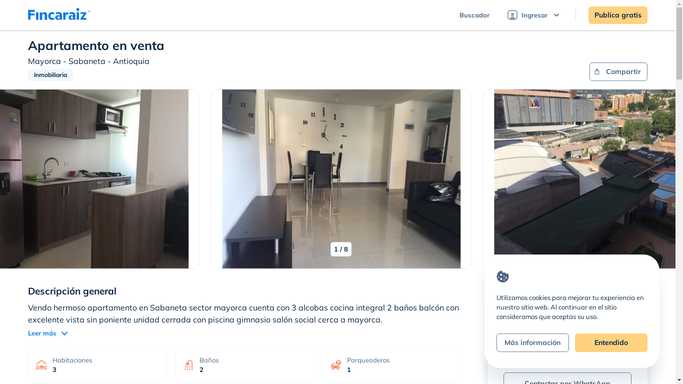 Fincaraiz
Buscador
Ingresar
Publica gratis
Apartamento en venta
Mayorca - Sabaneta - Antioquia
Inmobiliaria
Compartir
1 / 8
Descripción general
Vendo hermoso apartamento en Sabaneta sector mayorca cuenta con 3 alcobas cocina integral 2 baños balcón con
excelente vista sin poniente unidad cerrada con piscina gimnasio salón social cerca a mayorca.
Leer más
Habitaciones
3
Baños
2
Parqueaderos
1
Utilizamos cookies para mejorar tu experiencia en
nuestro sitio web. Al continuar en el sitio
consideramos que aceptas su uso.
Más información
Entendido
Contactar por WhatsApp